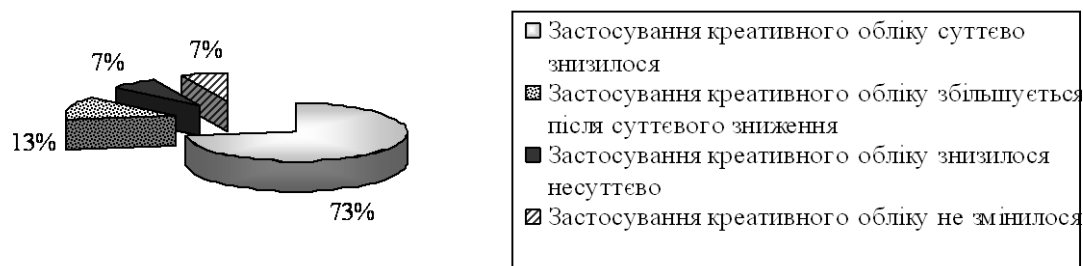 7%
7%
13%
73%
Застосування креативного обліку суттєво
знизилося
Застосування креативного обліку збільшується
після суттєвого зниження
Застосування креативного обліку знизилося
несуттєво
Застосування креативного обліку не змінилося